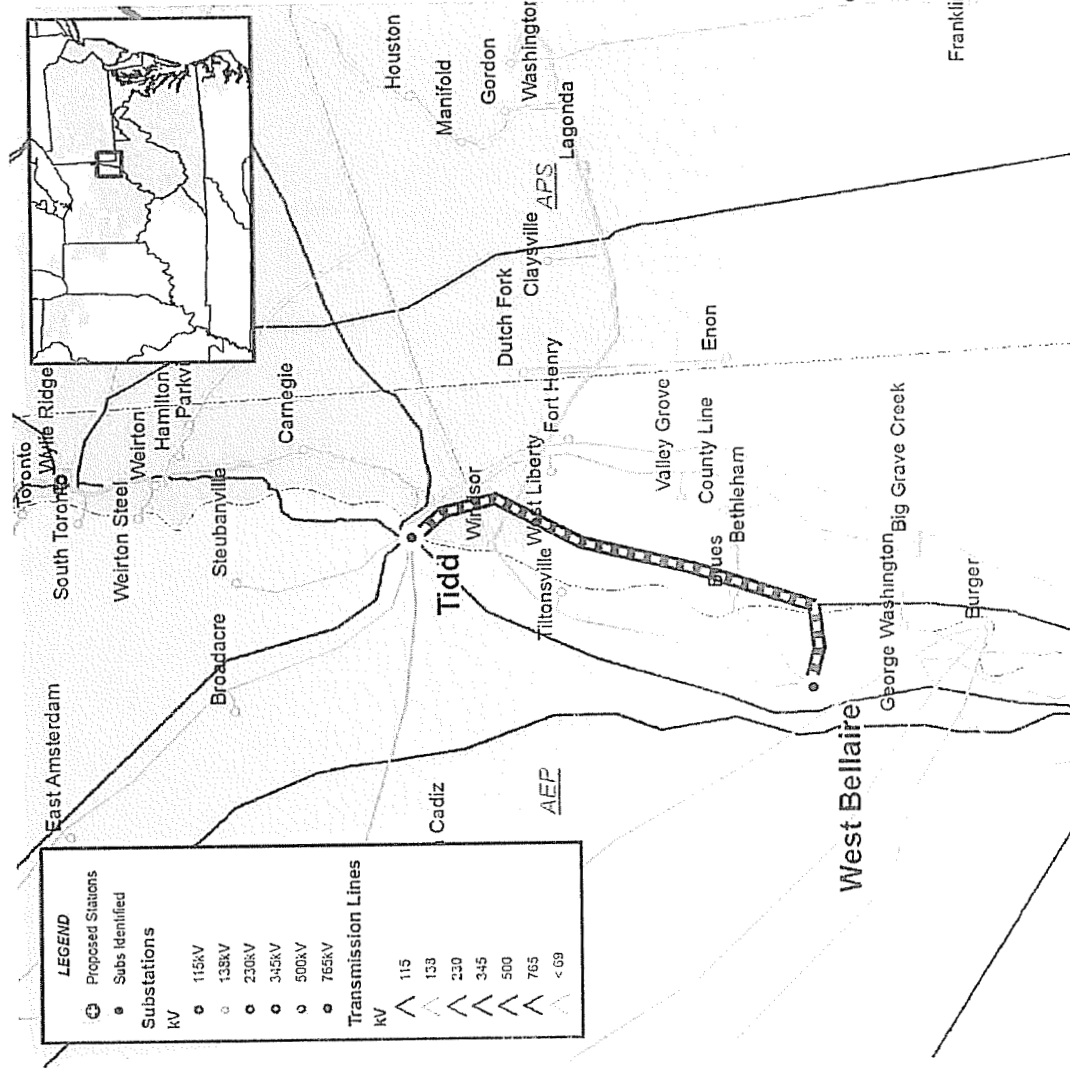 LEGEND
Proposed Stations
Subs Identified
Substations
kV
115kV
138kV
230kV
345kV
500kV
765kV
Transmission Lines
kV
115
138
230
345
500
765
< 69
East Amsterdam
Broadacre
Cadiz
AEP
West Bellaire
South Toronto
Toronto
Wylie Ridge
Weirton Steel
Weirton
Hamilton
Steubanville
Carnegie
Tidd
Windsor
Tiltonsville
West Liberty
Fort Henry
Dutch Fork
Claysville
APS
Lagonda
Washington
Gordon
Manifold
Houston
Enon
Valley Grove
County Line
Bethleham
George Washington
Big Grave Creek
Burger